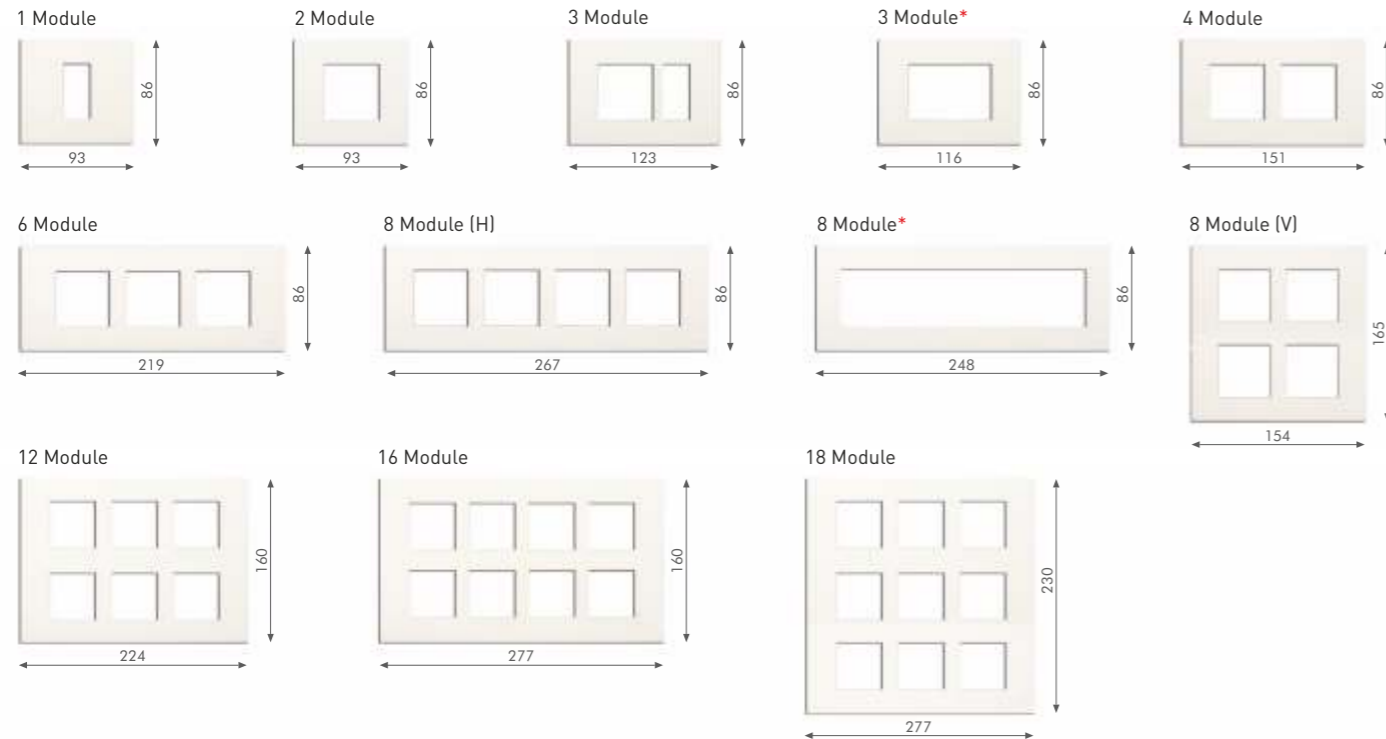 1 Module
2 Module
3 Module
3 Module*
4 Module
86
86
86
86
86
93
93
123
116
151
6 Module
8 Module (H)
8 Module*
8 Module (V)
86
86
86
165
219
267
248
154
12 Module
16 Module
18 Module
160
160
230
224
277
277